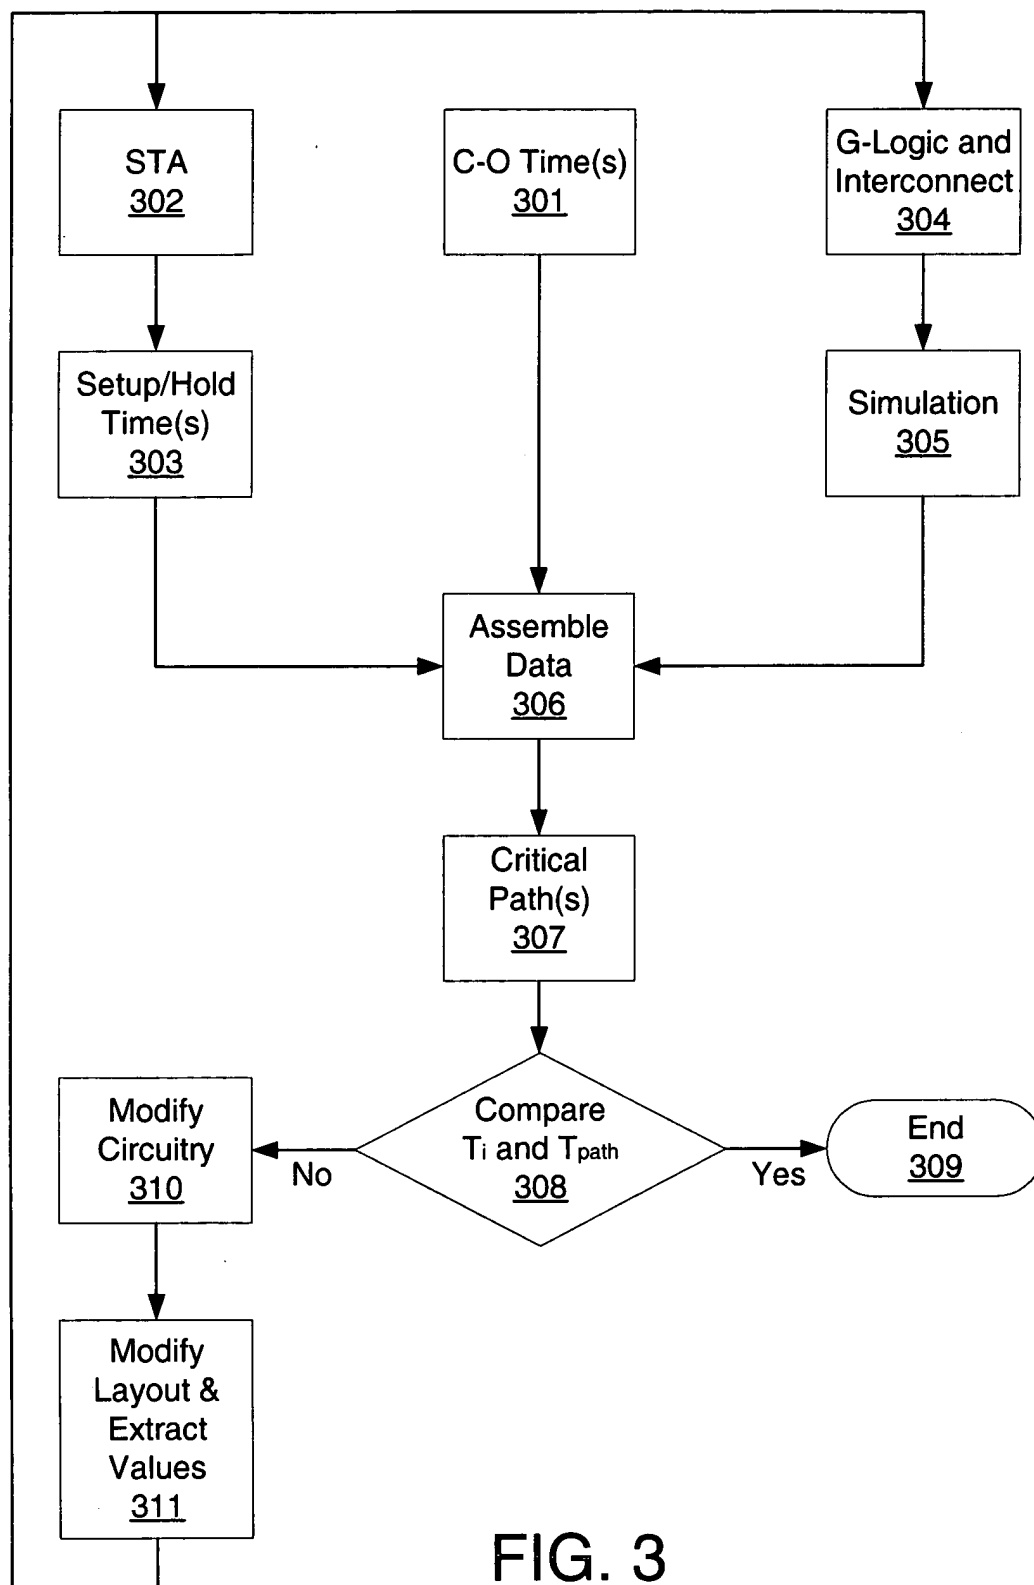 STA
302
C-O Time(s)
301
G-Logic and
Interconnect
304
Setup/Hold
Time(s)
303
Simulation
305
Assemble
Data
306
Critical
Path(s)
307
Compare
Ti and Tpath
308
No
Yes
End
309
Modify
Circuitry
310
Modify
Layout &
Extract
Values
311
FIG. 3